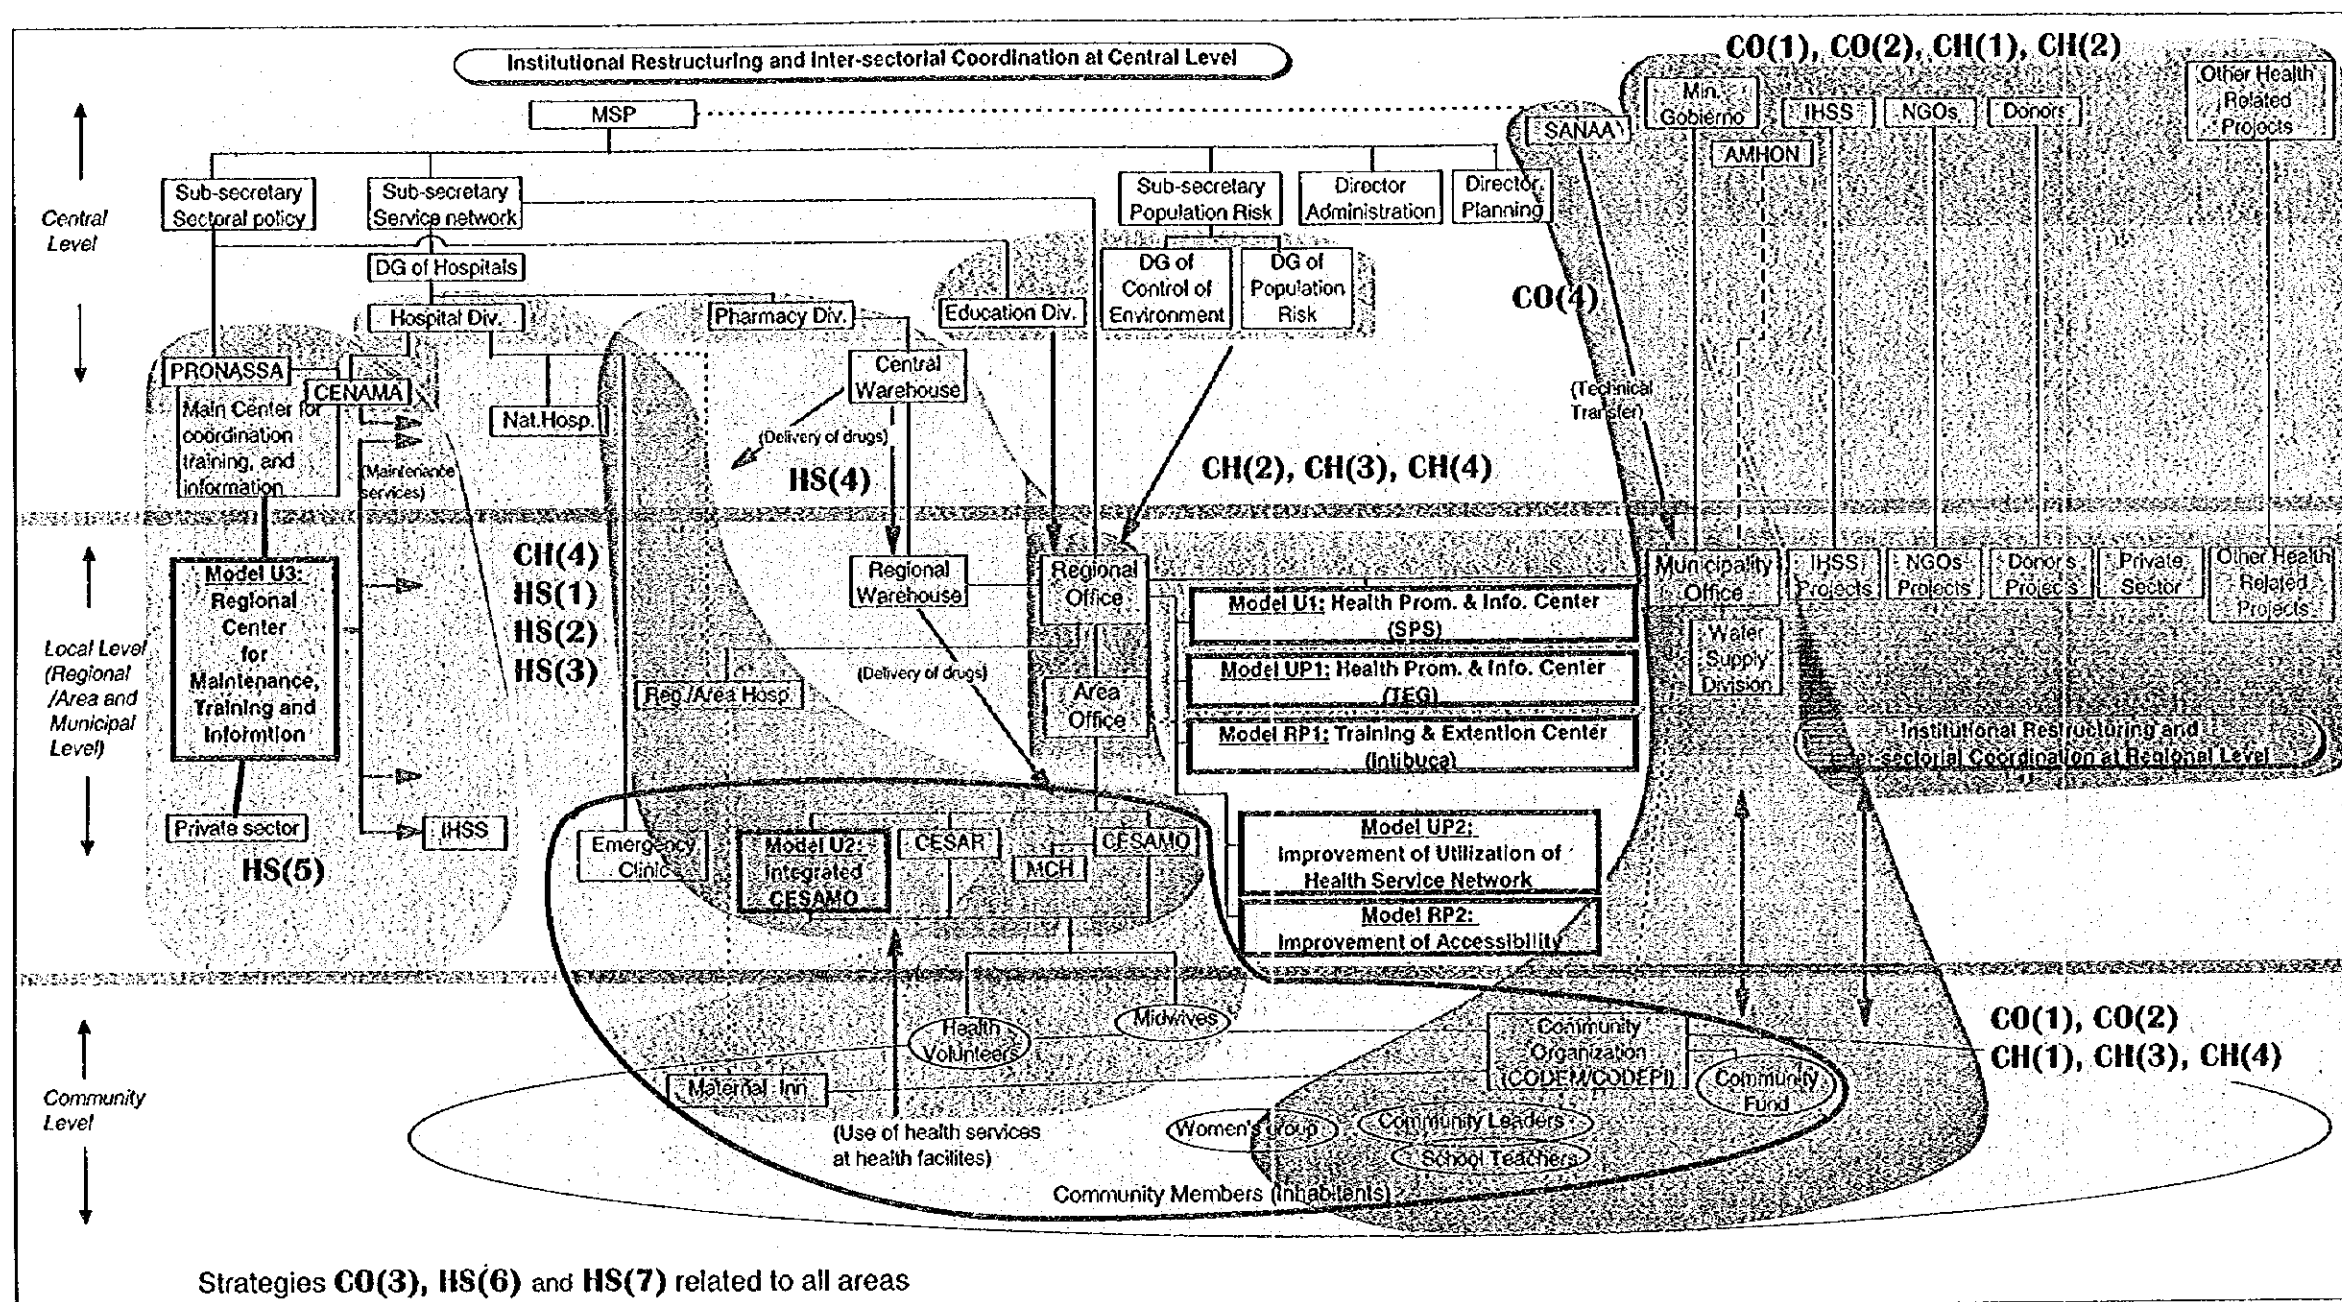 CO(1), CO(2), CH(1), CH(2)
Institutional Restructuring and Inter-sectorial Coordination at Central Level
MSP
SANAA
Min.
Gobierno
IHSS
NGOs
Donors
Other Health
Related
Projects
AMHON
Central
Level
Sub-secretary
Sectoral policy
Sub-secretary
Service network
Sub-secretary
Population Risk
Director
Administration
Director
Planning
DG of Hospitals
DG of
Control of
Environment
DG of
Population
Risk
CO(4)
Hospital Div.
Pharmacy Div.
Education Div.
PRONASSA
CENAMA
Main Center for
coordination
training, and
information
Nat.Hosp.
Central
Warehouse
(Technical
Transfer)
(Delivery of drugs)
(Maintenance
services)
HS(4)
CH(2), CH(3), CH(4)
CH(4)
HS(1)
HS(2)
HS(3)
Local Level
(Regional
/Area and
Municipal
Level)
Model U3:
Regional
Center
for
Maintenance,
Training and
Informtion
Regional
Warehouse
Regional
Office
Model U1: Health Prom. & Info. Center
(SPS)
Model UP1: Health Prom. & Info. Center
(TEG)
Model RP1: Training & Extention Center
(Intibuca)
Municipality
Office
IHSS
Projects
NGOs
Projects
Donor's
Projects
Private
Sector
Other Health
Related
Projects
Water
Supply
Division
Reg./Area Hosp.
(Delivery of drugs)
Area
Office
Institutional Restructuring and
Inter-sectorial Coordination at Regional Level
Private sector
IHSS
HS(5)
Emergency
Clinic
Model U2:
Integrated
CESAMO
CESAR
MCH
CESAMO
Model UP2:
Improvement of Utilization of
Health Service Network
Model RP2:
Improvement of Accessibility
Community
Level
Health
Volunteers
Midwives
Maternal Inn
Community
Organization
(CODEM/CODEPI)
Community
Fund
CO(1), CO(2)
CH(1), CH(3), CH(4)
(Use of health services
at health facilites)
Women's group
Community Leaders
School Teachers
Community Members (Inhabitants)
Strategies CO(3), HS(6) and HS(7) related to all areas